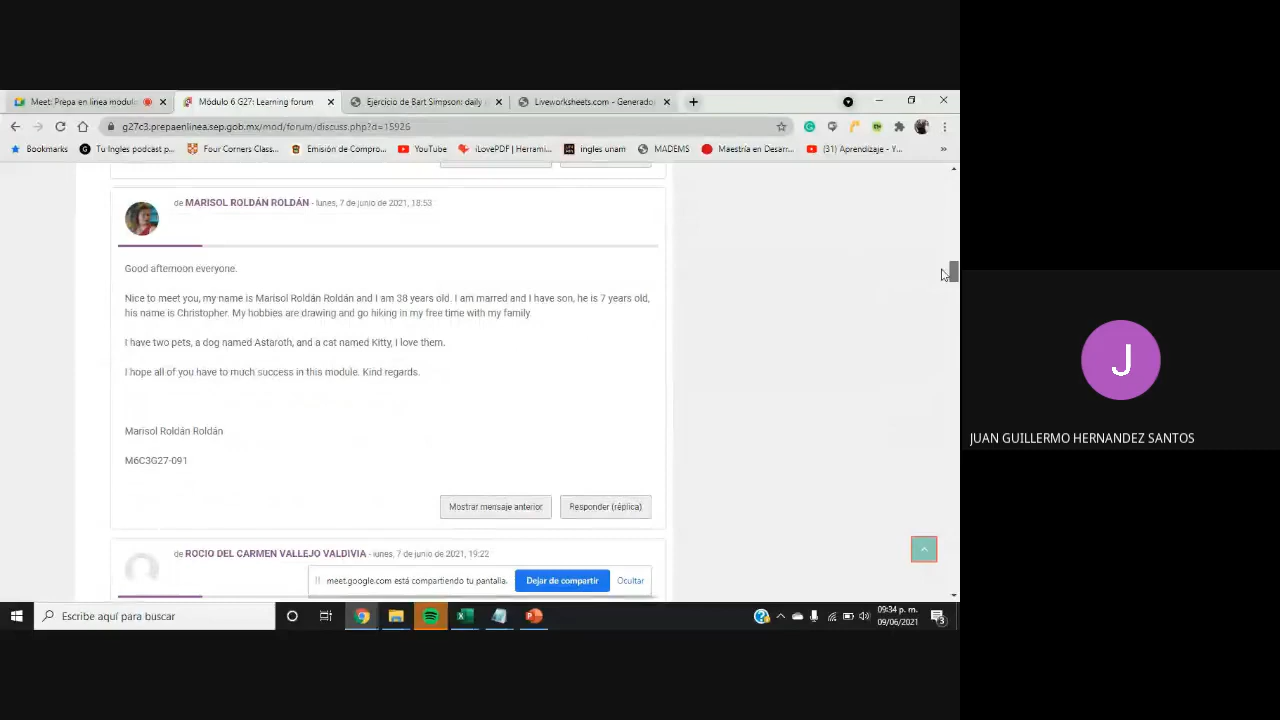 Meet: Prepa en linea modul
Módulo 6 G27: Learning forum
Ejercicio de Bart Simpson: daily
Liveworksheets.com - Generado
g27c3.prepaenlinea.sep.gob.mx/mod/forum/discuss.php?d=15926
Bookmarks
Tu Ingles podcast p...
Four Corners Class...
Emisión de Compro...
YouTube
iLovePDF | Herrami...
ingles unam
MADEMS
Maestría en Desarr...
(31) Aprendizaje - Y...
»
de MARISOL ROLDÁN ROLDÁN - lunes, 7 de junio de 2021, 18:53
Good afternoon everyone.
Nice to meet you, my name is Marisol Roldán Roldán and I am 38 years old. I am marred and I have son, he is 7 years old,
his name is Christopher. My hobbies are drawing and go hiking in my free time with my family
I have two pets, a dog named Astaroth, and a cat named Kitty, I love them.
I hope all of you have to much success in this module. Kind regards.
Marisol Roldán Roldán
M6C3G27-091
Mostrar mensaje anterior
Responder (réplica)
de ROCIO DEL CARMEN VALLEJO VALDIVIA - lunes, 7 de junio de 2021, 19:22
meet.google.com está compartiendo tu pantalla.
Dejar de compartir
Ocultar
Escribe aquí para buscar
09:34 p. m.
09/06/2021
3
J
JUAN GUILLERMO HERNANDEZ SANTOS